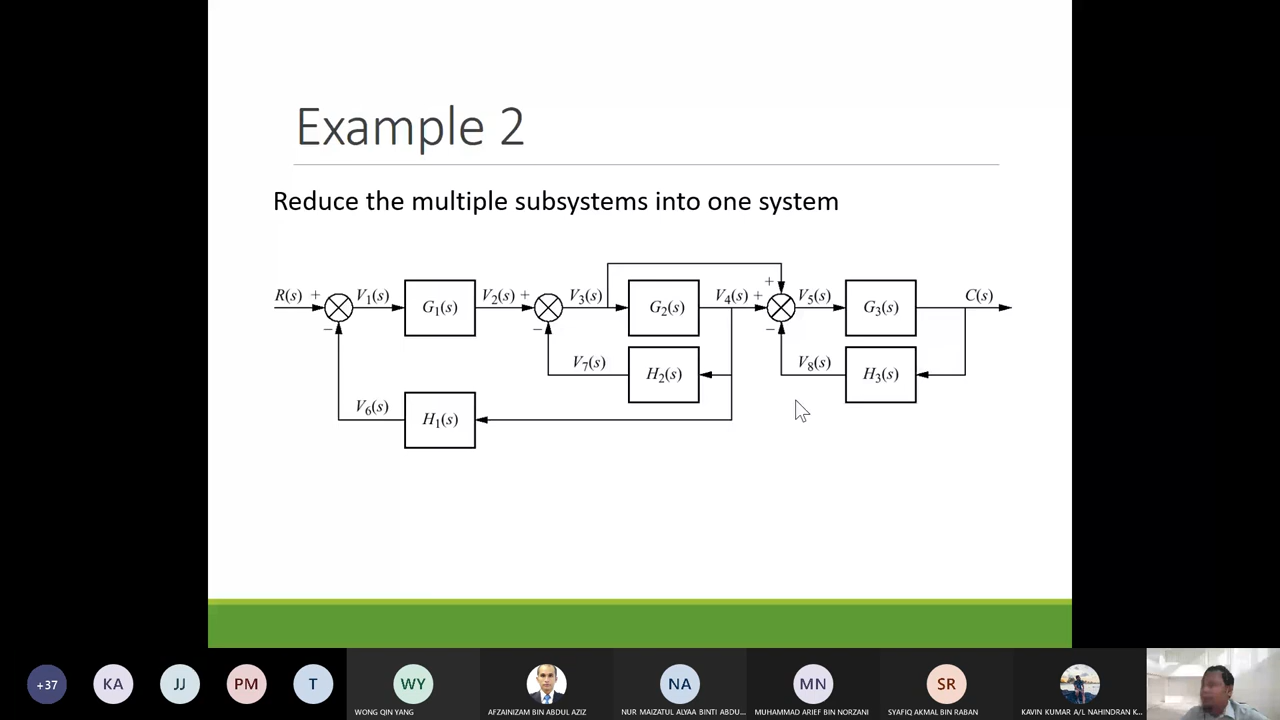 Example 2
Reduce the multiple subsystems into one system
R(s) + V1(s) G1(s) V2(s) + V3(s) G2(s) V4(s) + + V5(s) G3(s) C(s)
− − −
V7(s) H2(s) V8(s) H3(s)
V6(s) H1(s)
+37 KA JJ PM T WY NA MN SR
WONG QIN YANG AFZAINIZAM BIN ABDUL AZIZ NUR MAIZATUL ALYAA BINTI ABDU... MUHAMMAD ARIEF BIN NORZANI SYAFIQ AKMAL BIN RABAN KAVIN KUMAR A/L NAHINDRAN K...